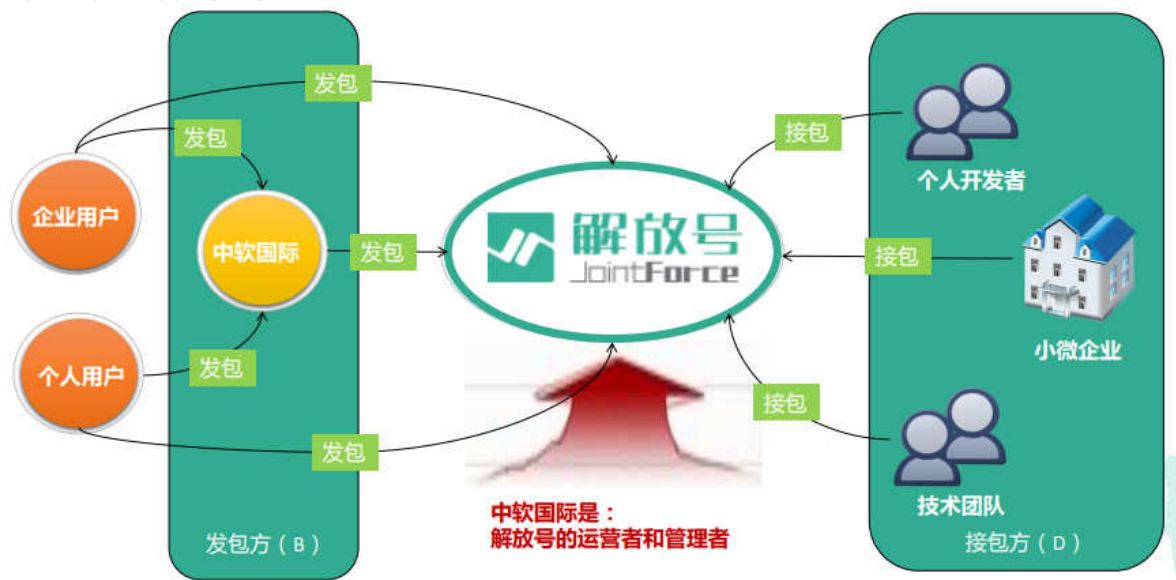 发包
发包
企业用户
中软国际
发包
解放号
JointForce
个人用户
发包
发包
接包
个人开发者
接包
小微企业
接包
技术团队
中软国际是：
解放号的运营者和管理者
发包方（B）
接包方（D）